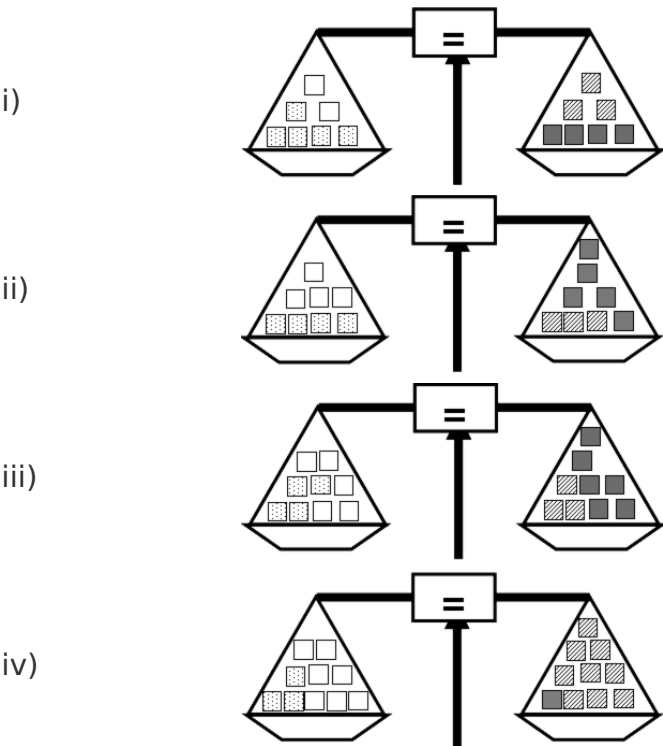 i)
=
ii)
=
iii)
=
iv)
=